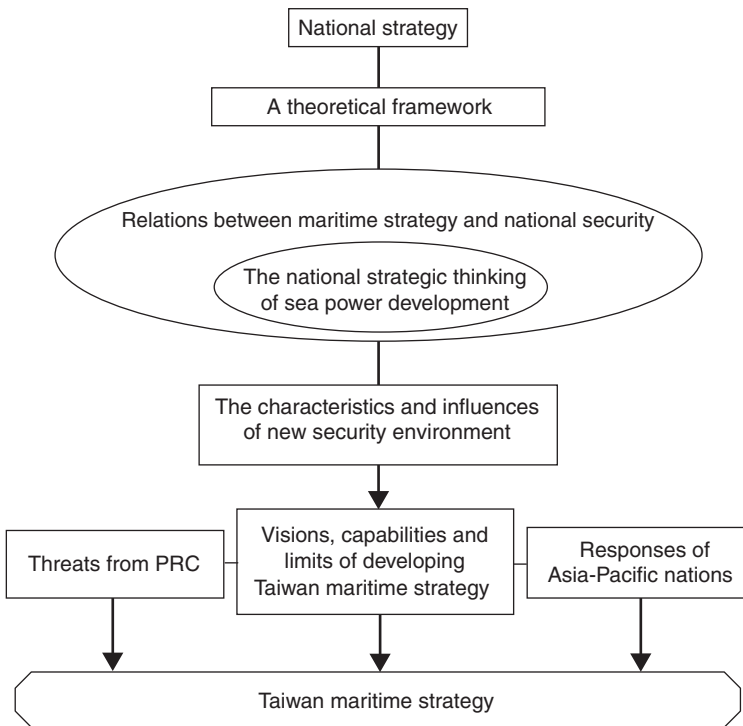 National strategy
A theoretical framework
Relations between maritime strategy and national security
The national strategic thinking
of sea power development
The characteristics and influences
of new security environment
Threats from PRC
Visions, capabilities and
limits of developing
Taiwan maritime strategy
Responses of
Asia-Pacific nations
Taiwan maritime strategy